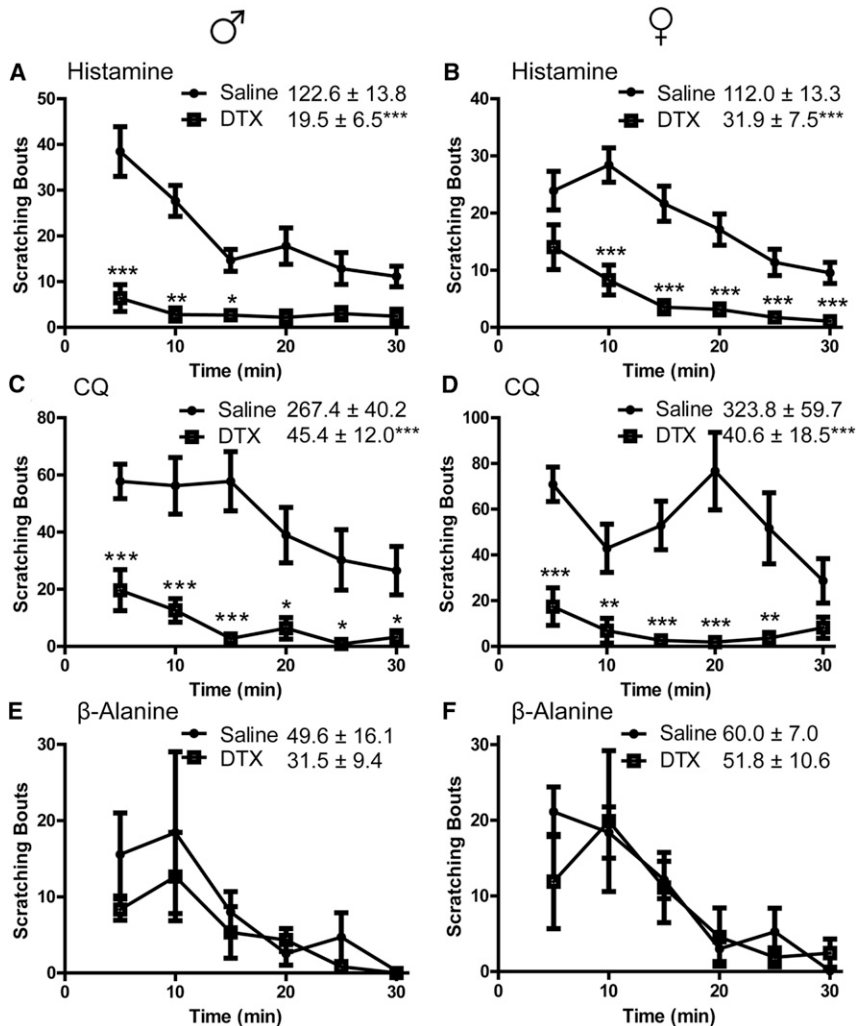 ♂
♀
A Histamine
Saline 122.6 ± 13.8
DTX 19.5 ± 6.5***
Scratching Bouts
50
40
30
20
10
0
*** ** *
0 10 20 30
Time (min)
B Histamine
Saline 112.0 ± 13.3
DTX 31.9 ± 7.5***
Scratching Bouts
40
30
20
10
0
*** *** *** *** ***
0 10 20 30
Time (min)
C CQ
Saline 267.4 ± 40.2
DTX 45.4 ± 12.0***
Scratching Bouts
80
60
40
20
0
*** *** *** * * *
0 10 20 30
Time (min)
D CQ
Saline 323.8 ± 59.7
DTX 40.6 ± 18.5***
Scratching Bouts
100
80
60
40
20
0
*** ** *** *** **
0 10 20 30
Time (min)
E β-Alanine
Saline 49.6 ± 16.1
DTX 31.5 ± 9.4
Scratching Bouts
30
20
10
0
0 10 20 30
Time (min)
F β-Alanine
Saline 60.0 ± 7.0
DTX 51.8 ± 10.6
Scratching Bouts
30
20
10
0
0 10 20 30
Time (min)